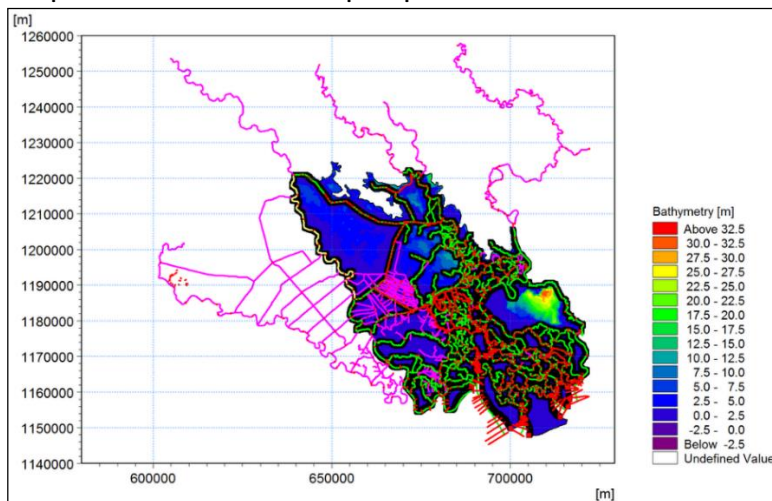 [m]
1260000
1250000
1240000
1230000
1220000
1210000
1200000
1190000
1180000
1170000
1160000
1150000
1140000
600000
650000
700000
[m]
Bathymetry [m]
Above 32.5
30.0 - 32.5
27.5 - 30.0
25.0 - 27.5
22.5 - 25.0
20.0 - 22.5
17.5 - 20.0
15.0 - 17.5
12.5 - 15.0
10.0 - 12.5
7.5 - 10.0
5.0 - 7.5
2.5 - 5.0
0.0 - 2.5
-2.5 - 0.0
Below -2.5
Undefined Value